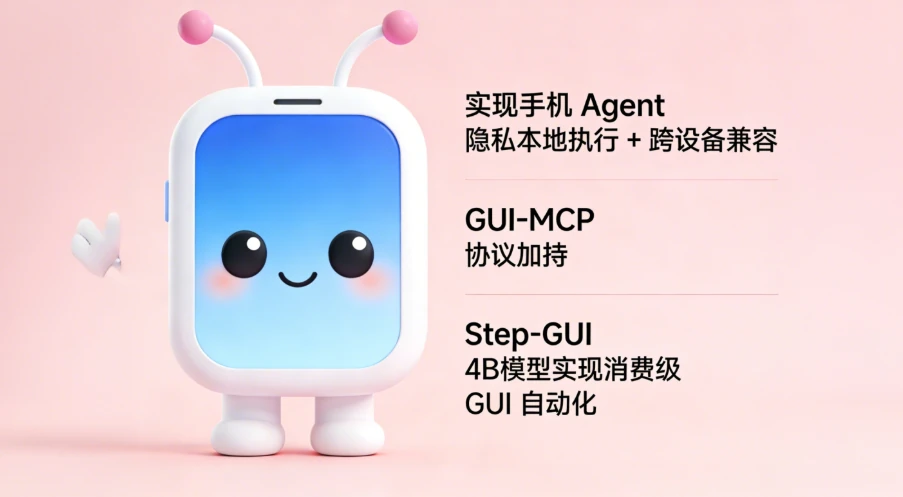 实现手机 Agent
隐私本地执行 + 跨设备兼容
GUI-MCP
协议加持
Step-GUI
4B模型实现消费级
GUI 自动化